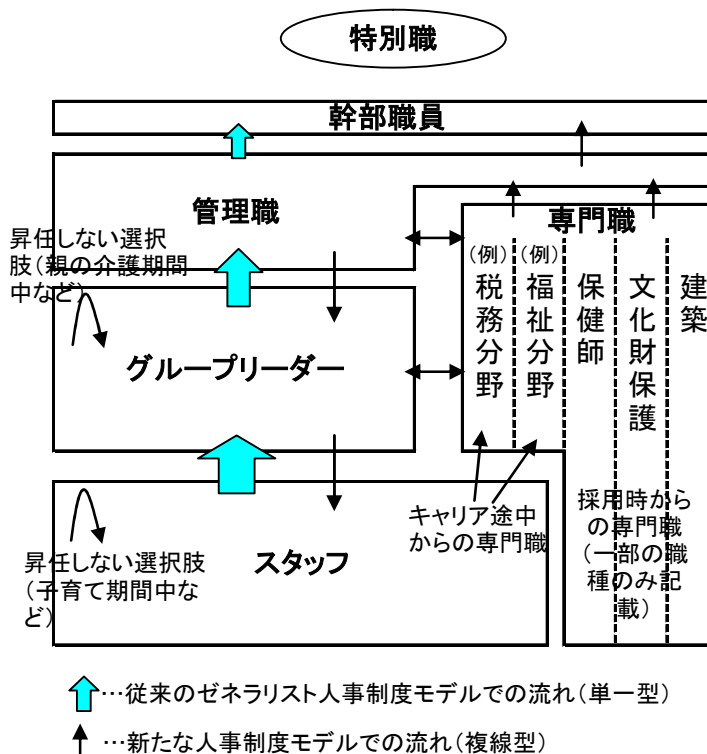 特別職
幹部職員
管理職
専門職
昇任しない選択
肢（親の介護期間
中など）
グループリーダー
（例）
税務分野
（例）
福祉分野
保健師
文化財保護
建築
キャリア途中
からの専門職
採用時から
の専門職
（一部の職
種のみ記
載）
スタッフ
昇任しない選択肢
（子育て期間中な
ど）
…従来のゼネラリスト人事制度モデルでの流れ（単一型）
…新たな人事制度モデルでの流れ（複線型）